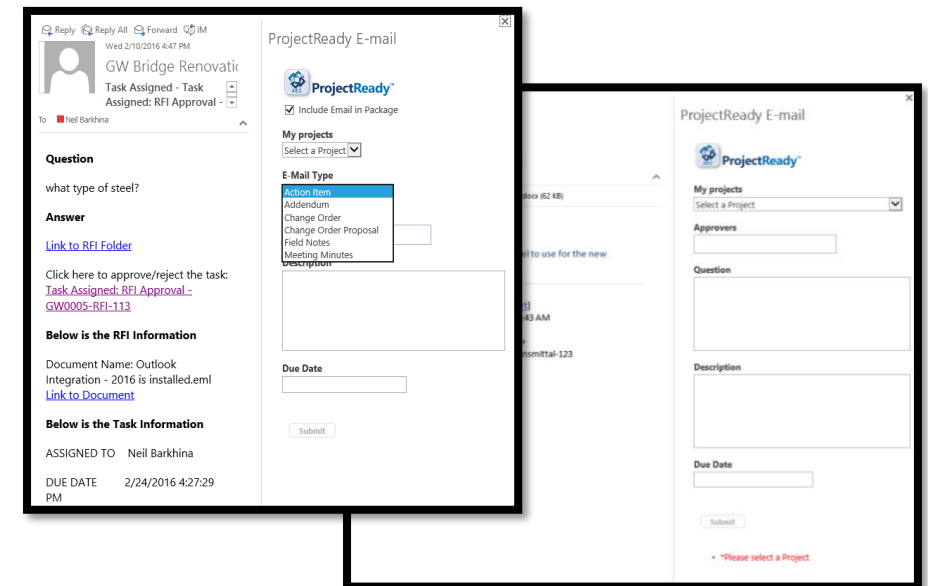 Reply Reply All Forward IM
Wed 2/10/2016 4:47 PM
GW Bridge Renovatic
Task Assigned - Task
Assigned: RFI Approval -
To Neil Barkhina
Question
what type of steel?
Answer
Link to RFI Folder
Click here to approve/reject the task:
Task Assigned: RFI Approval -
GW0005-RFI-113
Below is the RFI Information
Document Name: Outlook
Integration - 2016 is installed.eml
Link to Document
Below is the Task Information
ASSIGNED TO Neil Barkhina
DUE DATE 2/24/2016 4:27:29
PM
ProjectReady E-mail
AEC
ProjectReady™
Include Email in Package
My projects
Select a Project
E-Mail Type
Action Item
Addendum
Change Order
Change Order Proposal
Field Notes
Meeting Minutes
Description
Due Date
Submit
docx (62 KB)
el to use for the new
:43 AM
nsmittal-123
ProjectReady E-mail
ProjectReady™
My projects
Select a Project
Approvers
Question
Description
Due Date
Submit
• *Please select a Project